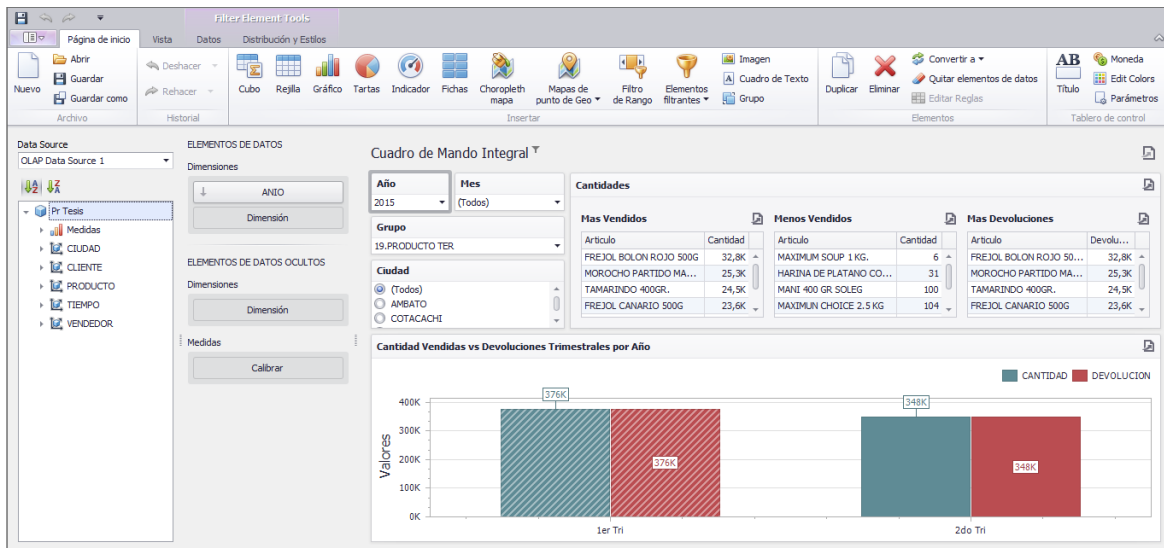 Filter Element Tools
Página de inicio Vista Datos Distribución y Estilos
Nuevo
Abrir
Guardar
Guardar como
Archivo
Deshacer
Rehacer
Historial
Cubo
Rejilla
Gráfico
Tartas
Indicador
Fichas
Choropleth mapa
Mapas de punto de Geo
Filtro de Rango
Elementos filtrantes
Imagen
Cuadro de Texto
Grupo
Insertar
Duplicar
Eliminar
Convertir a
Quitar elementos de datos
Editar Reglas
Elementos
AB
Título
Moneda
Edit Colors
Parámetros
Tablero de control
Data Source
OLAP Data Source 1
Pr Tesis
Medidas
CIUDAD
CLIENTE
PRODUCTO
TIEMPO
VENDEDOR
ELEMENTOS DE DATOS
Dimensiones
ANIO
Dimensión
ELEMENTOS DE DATOS OCULTOS
Dimensiones
Dimensión
Medidas
Calibrar
Cuadro de Mando Integral
Año
2015
Mes
(Todos)
Grupo
19.PRODUCTO TER
Ciudad
(Todos)
AMBATO
COTACACHI
Cantidades
Mas Vendidos
Articulo Cantidad
FREJOL BOLON ROJO 500G 32,8K
MOROCHO PARTIDO MA... 25,3K
TAMARINDO 400GR. 24,5K
FREJOL CANARIO 500G 23,6K
Menos Vendidos
Articulo Cantidad
MAXIMUM SOUP 1 KG. 6
HARINA DE PLATANO CO... 31
MANI 400 GR SOLEG 100
MAXIMUN CHOICE 2.5 KG 104
Mas Devoluciones
Articulo Devolu...
FREJOL BOLON ROJO 50... 32,8K
MOROCHO PARTIDO MA... 25,3K
TAMARINDO 400GR. 24,5K
FREJOL CANARIO 500G 23,6K
Cantidad Vendidas vs Devoluciones Trimestrales por Año
CANTIDAD DEVOLUCION
Valores
400K
300K
200K
100K
0K
376K
376K
348K
348K
1er Tri
2do Tri